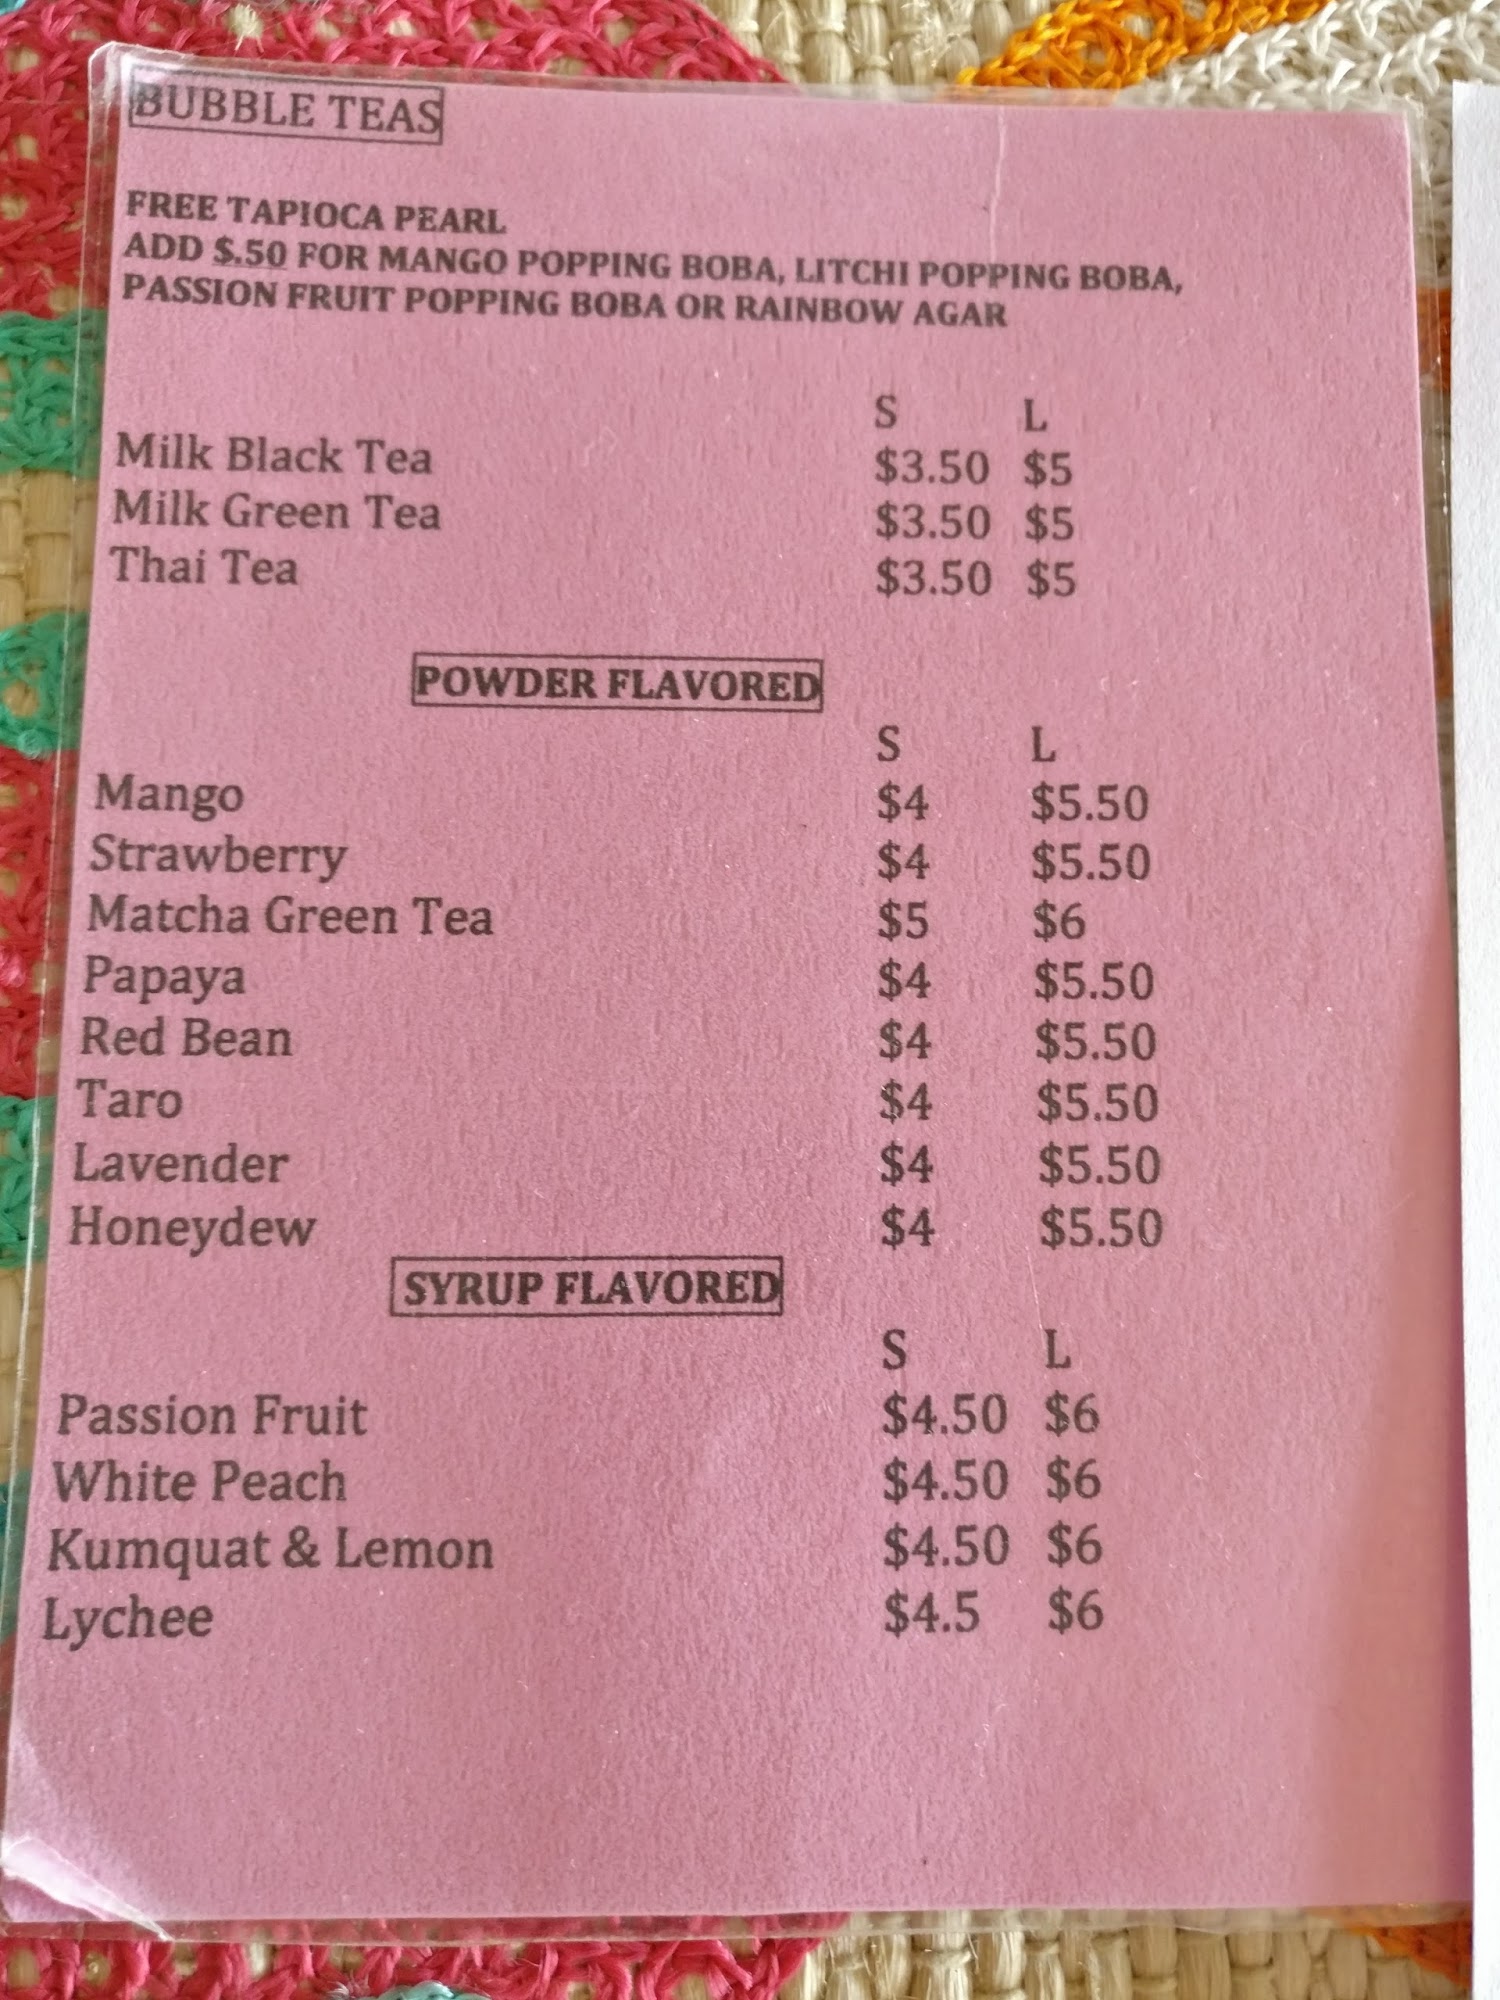 BUBBLE TEAS
FREE TAPIOCA PEARL
ADD $.50 FOR MANGO POPPING BOBA, LITCHI POPPING BOBA,
PASSION FRUIT POPPING BOBA OR RAINBOW AGAR
S L
Milk Black Tea $3.50 $5
Milk Green Tea $3.50 $5
Thai Tea $3.50 $5
POWDER FLAVORED
S L
Mango $4 $5.50
Strawberry $4 $5.50
Matcha Green Tea $5 $6
Papaya $4 $5.50
Red Bean $4 $5.50
Taro $4 $5.50
Lavender $4 $5.50
Honeydew $4 $5.50
SYRUP FLAVORED
S L
Passion Fruit $4.50 $6
White Peach $4.50 $6
Kumquat & Lemon $4.50 $6
Lychee $4.5 $6